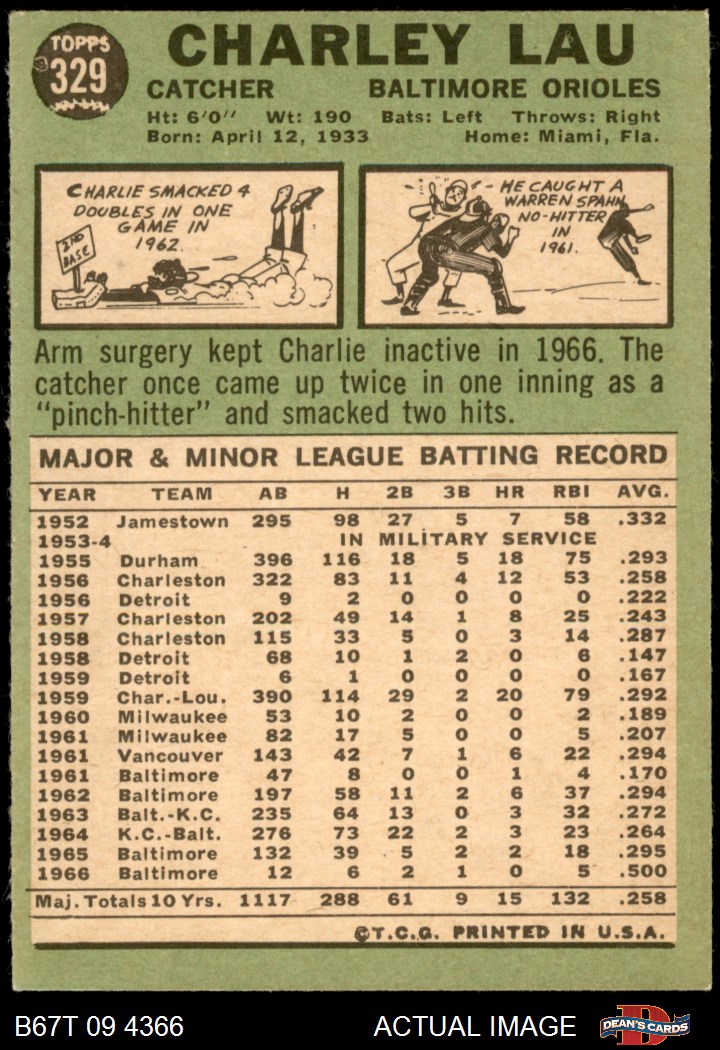 TOPPS
329
CHARLEY LAU
CATCHER BALTIMORE ORIOLES
Ht: 6'0" Wt: 190 Bats: Left Throws: Right
Born: April 12, 1933 Home: Miami, Fla.
CHARLIE SMACKED 4
DOUBLES IN ONE
GAME IN
1962.
2ND
BASE
HE CAUGHT A
WARREN SPAHN
NO-HITTER
IN
1961.
Arm surgery kept Charlie inactive in 1966. The
catcher once came up twice in one inning as a
"pinch-hitter" and smacked two hits.
MAJOR & MINOR LEAGUE BATTING RECORD
YEAR TEAM AB H 2B 3B HR RBI AVG.
1952 Jamestown 295 98 27 5 7 58 .332
1953-4 IN MILITARY SERVICE
1955 Durham 396 116 18 5 18 75 .293
1956 Charleston 322 83 11 4 12 53 .258
1956 Detroit 9 2 0 0 0 0 .222
1957 Charleston 202 49 14 1 8 25 .243
1958 Charleston 115 33 5 0 3 14 .287
1958 Detroit 68 10 1 2 0 6 .147
1959 Detroit 6 1 0 0 0 0 .167
1959 Char.-Lou. 390 114 29 2 20 79 .292
1960 Milwaukee 53 10 2 0 0 2 .189
1961 Milwaukee 82 17 5 0 0 5 .207
1961 Vancouver 143 42 7 1 6 22 .294
1961 Baltimore 47 8 0 0 1 4 .170
1962 Baltimore 197 58 11 2 6 37 .294
1963 Balt.-K.C. 235 64 13 0 3 32 .272
1964 K.C.-Balt. 276 73 22 2 3 23 .264
1965 Baltimore 132 39 5 2 2 18 .295
1966 Baltimore 12 6 2 1 0 5 .500
Maj. Totals 10 Yrs. 1117 288 61 9 15 132 .258
©T.C.G. PRINTED IN U.S.A.
B67T 09 4366 ACTUAL IMAGE
D
DEAN'S CARDS